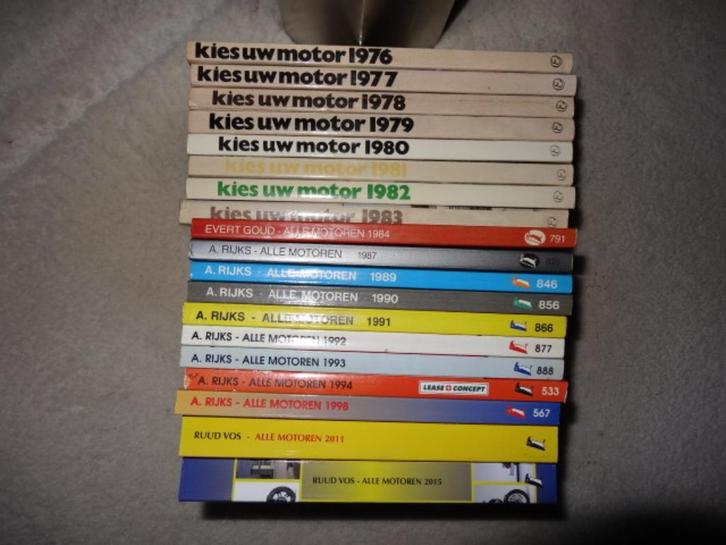 kies uw motor 1976
kies uw motor 1977
kies uw motor 1978
kies uw motor 1979
kies uw motor 1980
kies uw motor 1981
kies uw motor 1982
kies uw motor 1983
EVERT GOUD - ALLE MOTOREN 1984 791
A. RIJKS - ALLE MOTOREN 1987
A. RIJKS - ALLE MOTOREN 1989 846
A. RIJKS - ALLE MOTOREN 1990 856
A. RIJKS - ALLE MOTOREN 1991 866
A. RIJKS - ALLE MOTOREN 1992 877
A. RIJKS - ALLE MOTOREN 1993 888
A. RIJKS - ALLE MOTOREN 1994 LEASE CONCEPT 533
A. RIJKS - ALLE MOTOREN 1998 567
RUUD VOS - ALLE MOTOREN 2011
RUUD VOS - ALLE MOTOREN 2015